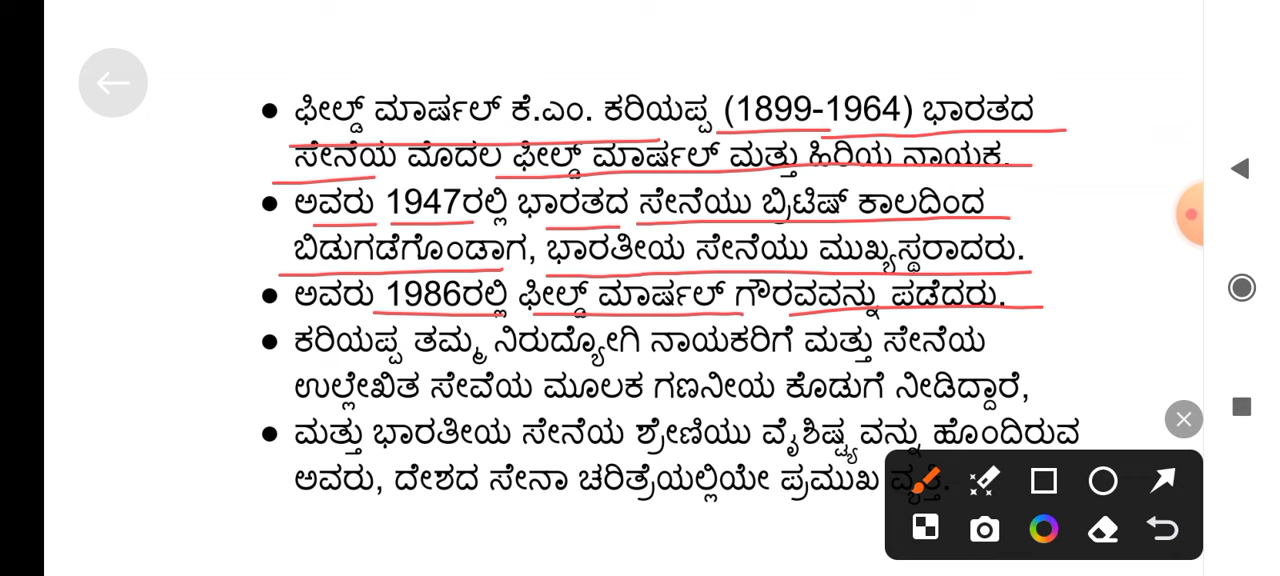 ● ಫೀಲ್ಡ್ ಮಾರ್ಷಲ್ ಕೆ.ಎಂ. ಕರಿಯಪ್ಪ (1899-1964) ಭಾರತದ
ಸೇನೆಯ ಮೊದಲ ಫೀಲ್ಡ್ ಮಾರ್ಷಲ್ ಮತ್ತು ಹಿರಿಯ ನಾಯಕ.
● ಅವರು 1947ರಲ್ಲಿ ಭಾರತದ ಸೇನೆಯು ಬ್ರಿಟಿಷ್ ಕಾಲದಿಂದ
ಬಿಡುಗಡೆಗೊಂಡಾಗ, ಭಾರತೀಯ ಸೇನೆಯು ಮುಖ್ಯಸ್ಥರಾದರು.
● ಅವರು 1986ರಲ್ಲಿ ಫೀಲ್ಡ್ ಮಾರ್ಷಲ್ ಗೌರವವನ್ನು ಪಡೆದರು.
● ಕರಿಯಪ್ಪ ತಮ್ಮ ನಿರುದ್ಯೋಗಿ ನಾಯಕರಿಗೆ ಮತ್ತು ಸೇನೆಯ
ಉಲ್ಲೇಖಿತ ಸೇವೆಯ ಮೂಲಕ ಗಣನೀಯ ಕೊಡುಗೆ ನೀಡಿದ್ದಾರೆ,
● ಮತ್ತು ಭಾರತೀಯ ಸೇನೆಯ ಶ್ರೇಣಿಯು ವೈಶಿಷ್ಟ್ಯವನ್ನು ಹೊಂದಿರುವ
ಅವರು, ದೇಶದ ಸೇನಾ ಚರಿತ್ರೆಯಲ್ಲಿಯೇ ಪ್ರಮುಖ ವ್ಯಕ್ತಿ.